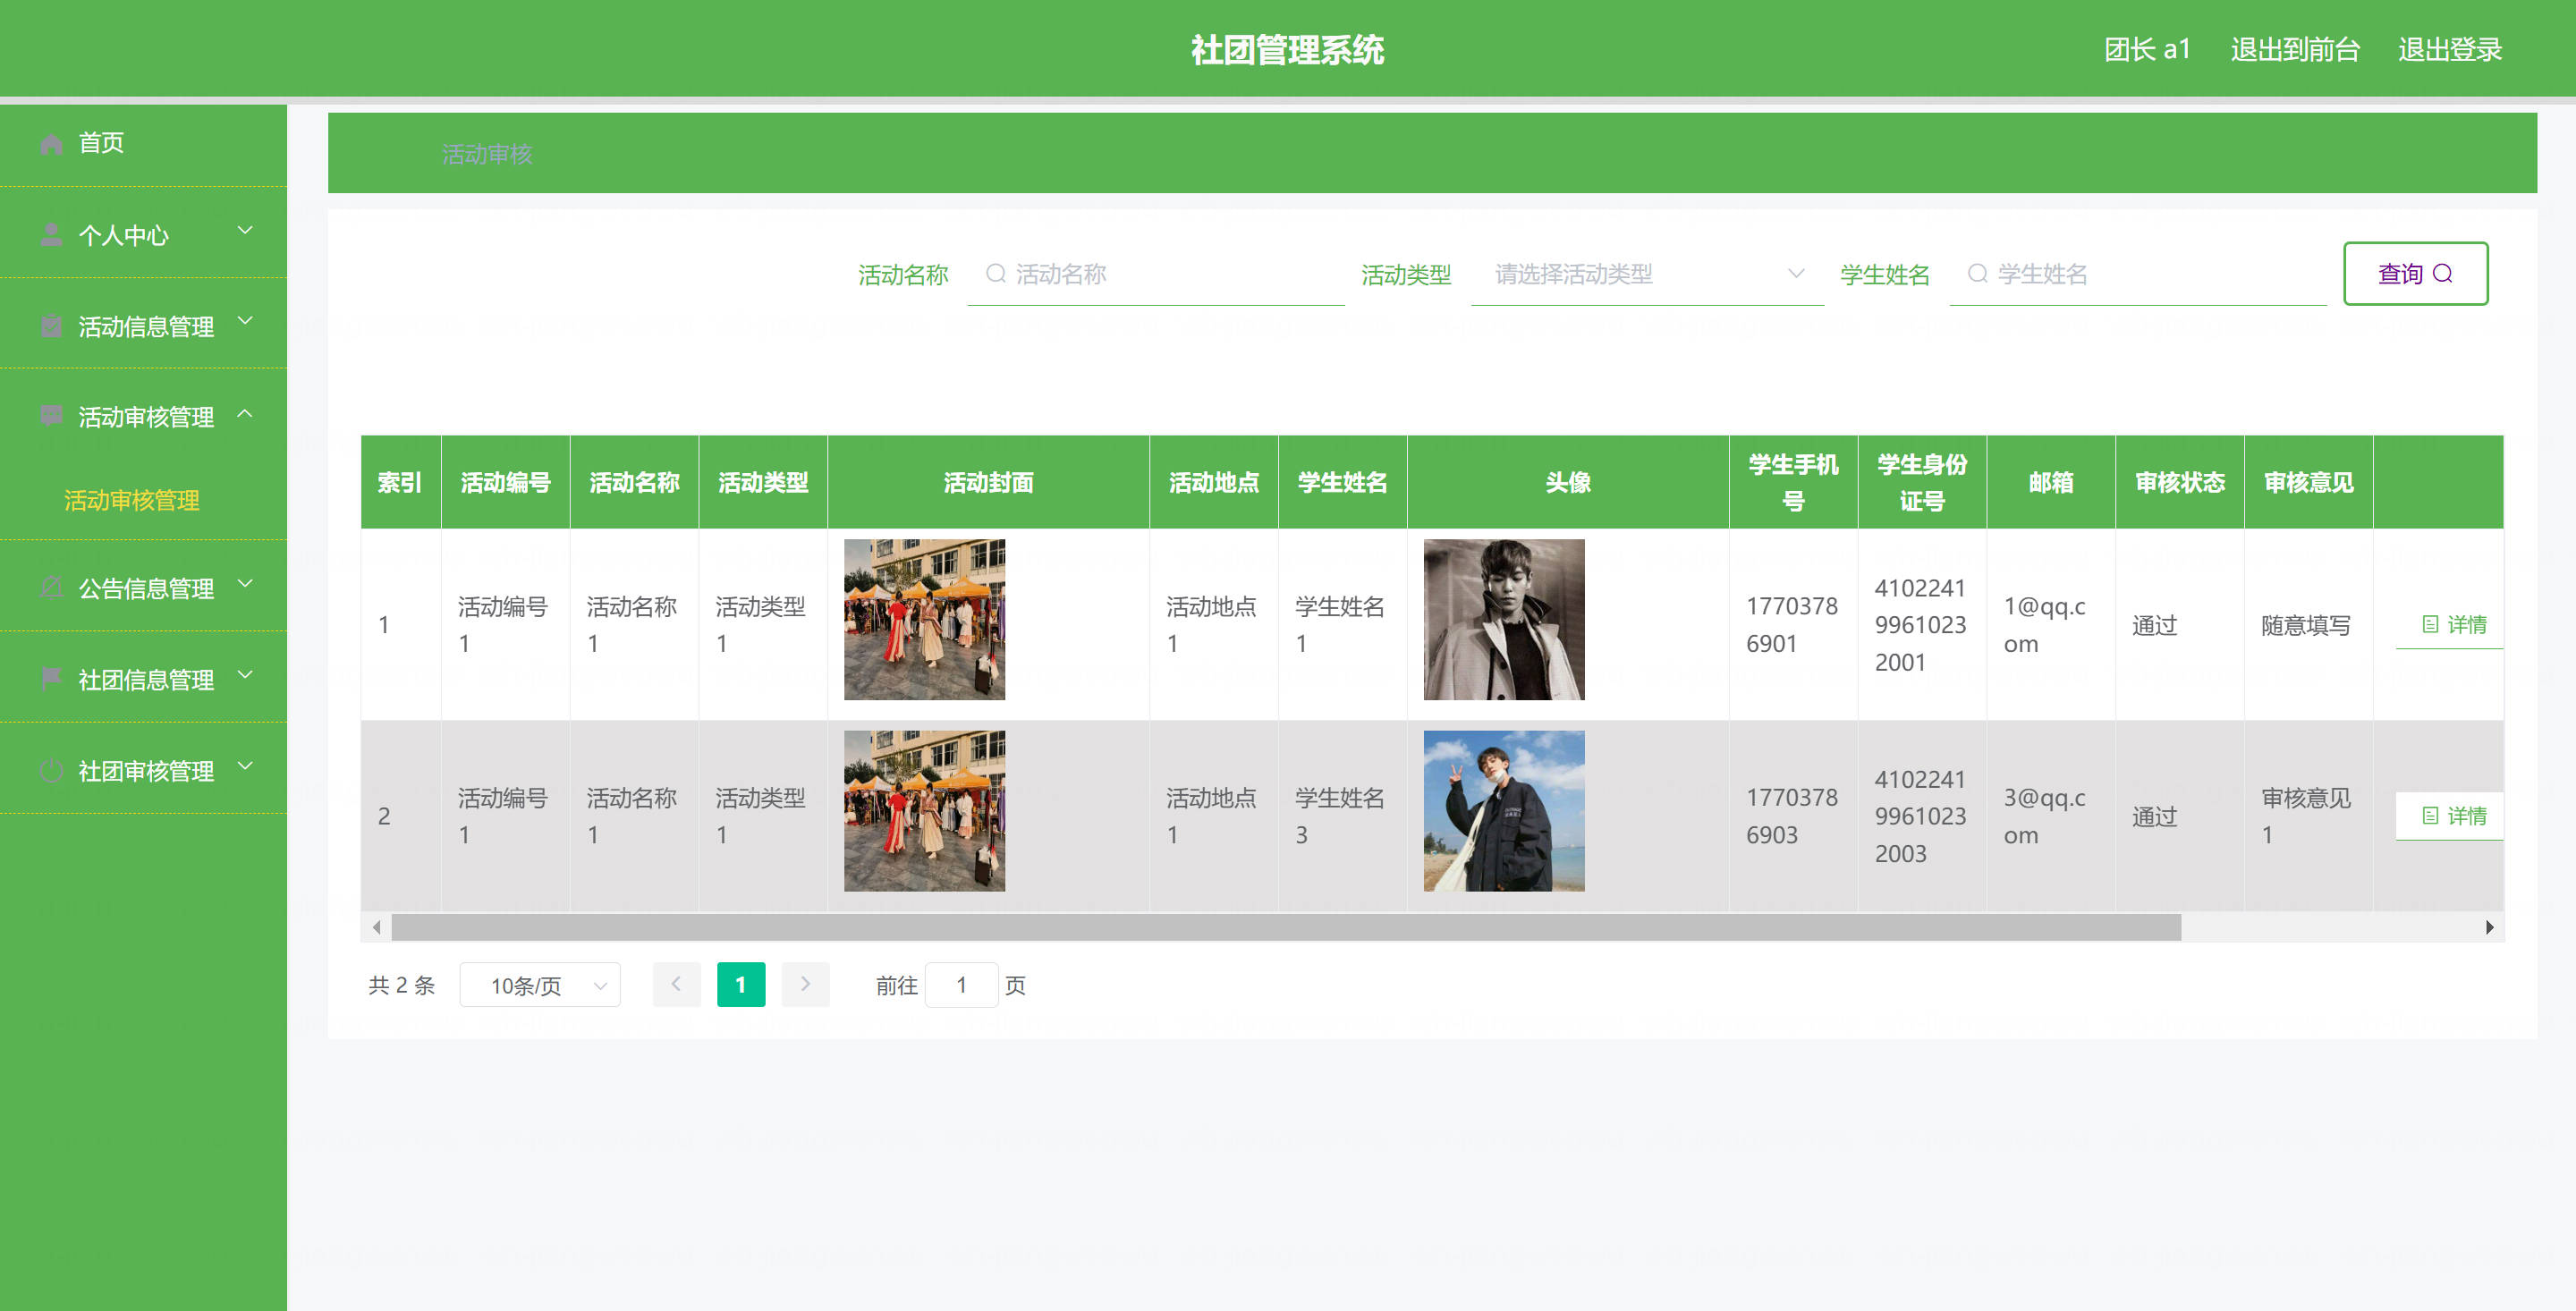 社团管理系统
团长 a1 退出到前台 退出登录
首页
个人中心
活动信息管理
活动审核管理
活动审核管理
公告信息管理
社团信息管理
社团审核管理
活动审核
活动名称 活动名称 活动类型 请选择活动类型 学生姓名 学生姓名 查询
索引 活动编号 活动名称 活动类型 活动封面 活动地点 学生姓名 头像 学生手机号 学生身份证号 邮箱 审核状态 审核意见
1 活动编号1 活动名称1 活动类型1 活动地点1 学生姓名1 17703786901 410224199610232001 1@qq.com 通过 随意填写 详情
2 活动编号1 活动名称1 活动类型1 活动地点1 学生姓名3 17703786903 410224199610232003 3@qq.com 通过 审核意见1 详情
共 2 条 10条/页 1 前往 1 页